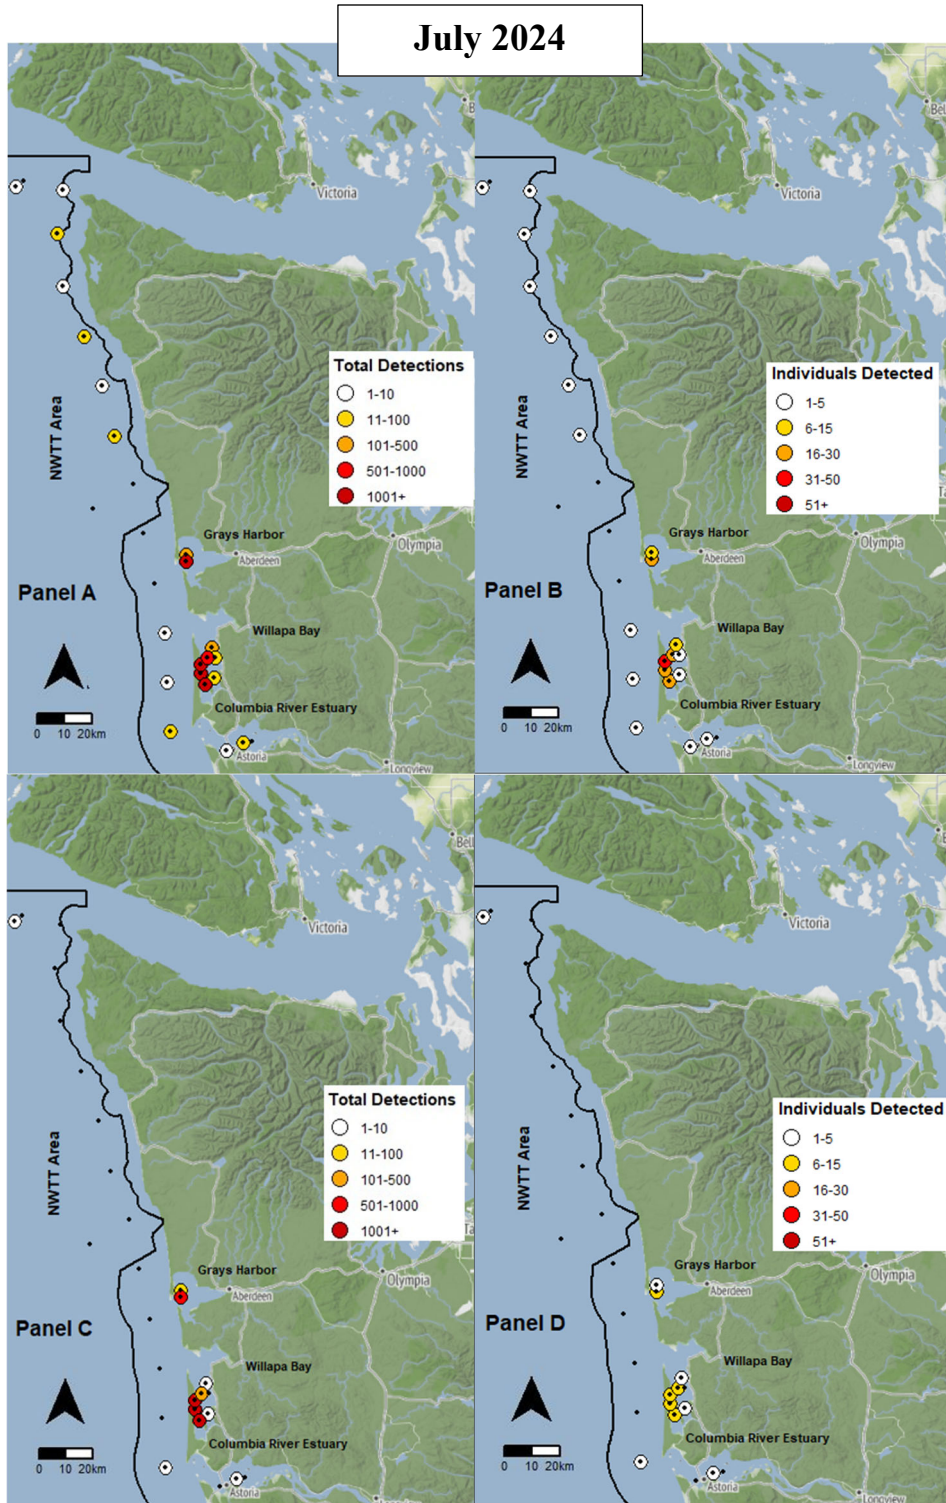 July 2024
B
Victoria
Total Detections
1-10
11-100
101-500
501-1000
1001+
NWTT Area
Grays Harbor
Aberdeen
Olympia
Panel A
Willapa Bay
Columbia River Estuary
0 10 20km
Astoria
Longview
Bel
Victoria
Individuals Detected
1-5
6-15
16-30
31-50
51+
NWTT Area
Grays Harbor
Aberdeen
Olympia
Panel B
Willapa Bay
Columbia River Estuary
0 10 20km
Astoria
Longview
Bell
Victoria
Total Detections
1-10
11-100
101-500
501-1000
1001+
NWTT Area
Ta
Grays Harbor
Aberdeen
Olympia
Panel C
Willapa Bay
Columbia River Estuary
0 10 20km
Astoria
Longview
Be
Victoria
Individuals Detected
1-5
6-15
16-30
31-50
51+
NWTT Area
Grays Harbor
Aberdeen
Olympia
Panel D
Willapa Bay
Columbia River Estuary
0 10 20km
Astoria
Longview